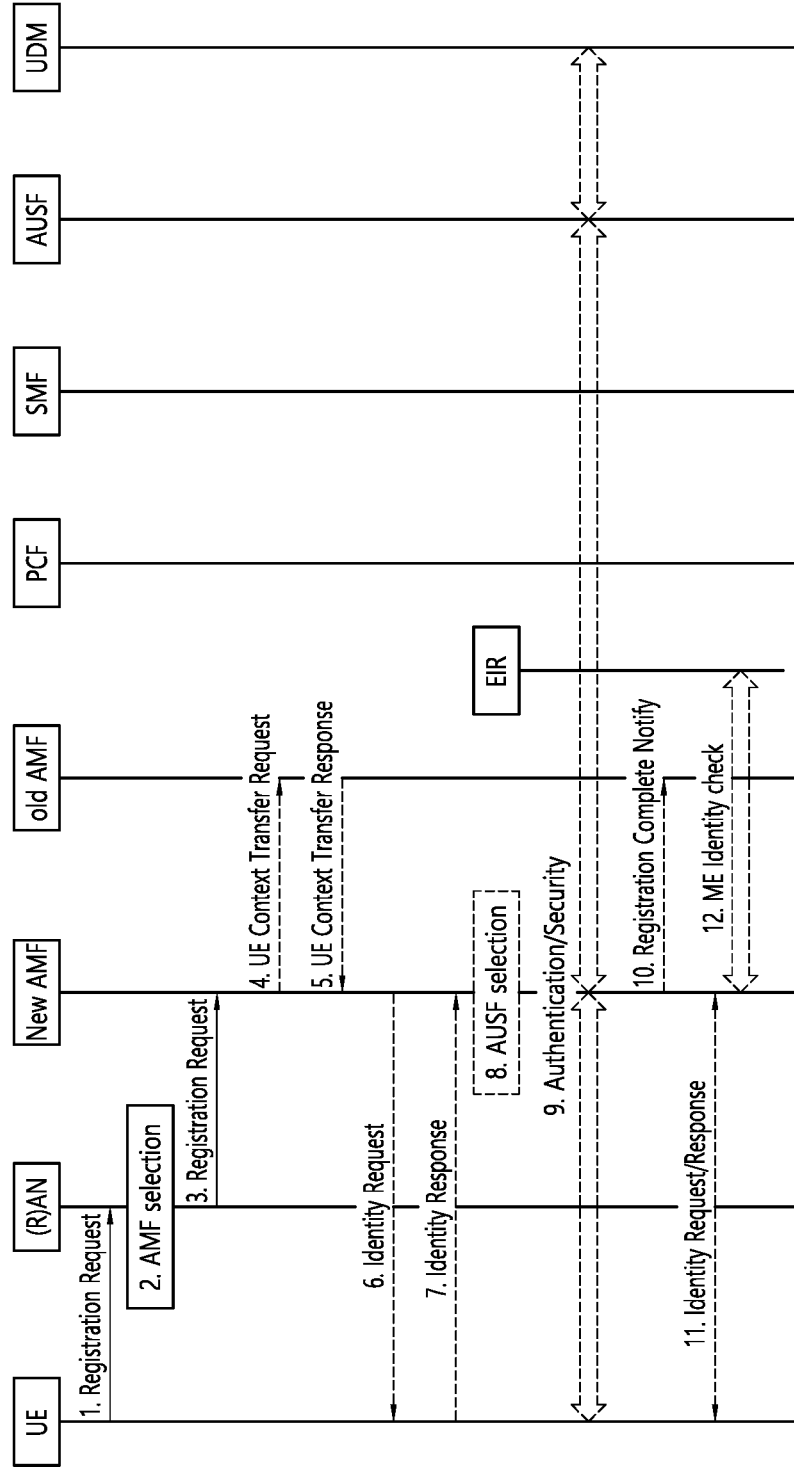 UE
(R)AN
New AMF
old AMF
PCF
SMF
AUSF
UDM
1. Registration Request
2. AMF selection
3. Registration Request
4. UE Context Transfer Request
5. UE Context Transfer Response
6. Identity Request
7. Identity Response
8. AUSF selection
EIR
9. Authentication/Security
10. Registration Complete Notify
11. Identity Request/Response
12. ME Identity check